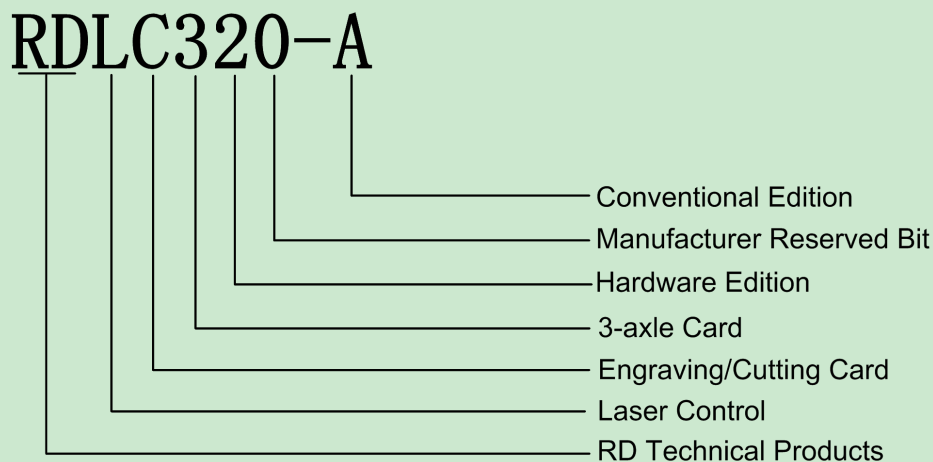 RDLC320-A
Conventional Edition
Manufacturer Reserved Bit
Hardware Edition
3-axle Card
Engraving/Cutting Card
Laser Control
RD Technical Products